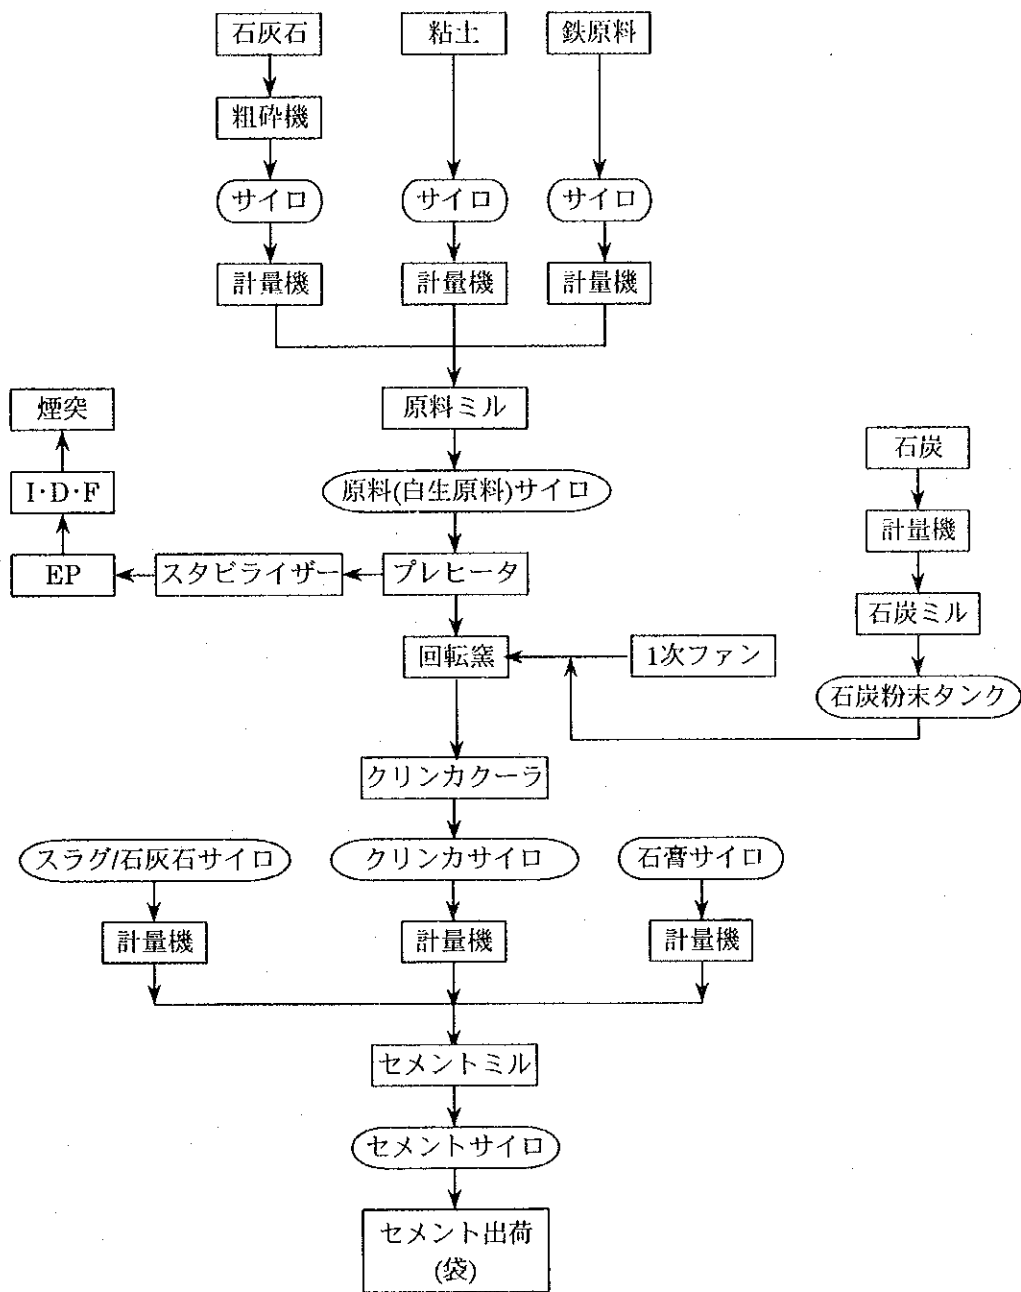 石灰石
粘土
鉄原料
粗砕機
サイロ
サイロ
サイロ
計量機
計量機
計量機
原料ミル
煙突
石炭
I·D·F
原料(白生原料)サイロ
計量機
EP
スタビライザー
プレヒータ
石炭ミル
回転窯
1次ファン
石炭粉末タンク
クリンカクーラ
スラグ/石灰石サイロ
クリンカサイロ
石膏サイロ
計量機
計量機
計量機
セメントミル
セメントサイロ
セメント出荷
(袋)